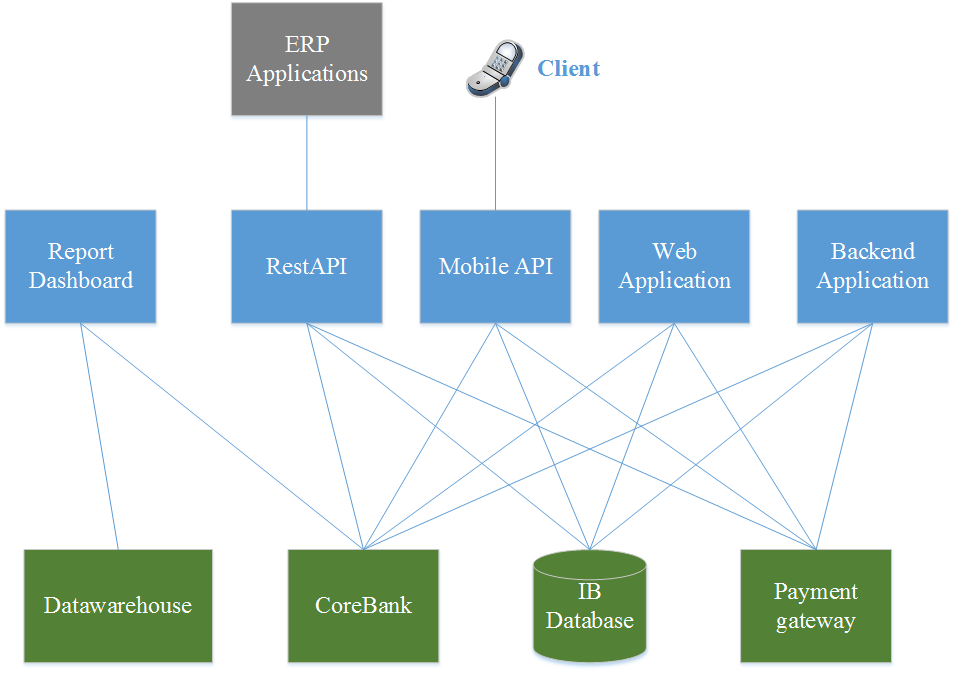 ERP
Applications
Client
Report
Dashboard
RestAPI
Mobile API
Web
Application
Backend
Application
Datawarehouse
CoreBank
IB
Database
Payment
gateway